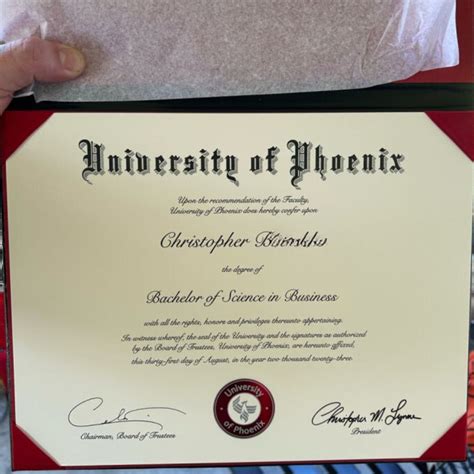 University of Phoenix
Upon the recommendation of the Faculty,
University of Phoenix does hereby confer upon
Christopher
the degree of
Bachelor of Science in Business
with all the rights, honors and privileges thereunto appertaining.
In witness whereof, the seal of the University and the signatures as authorized
by the Board of Trustees, University of Phoenix, are hereunto affixed,
this thirty-first day of August, in the year two thousand twenty-three.
University
of Phoenix
Chairman, Board of Trustees
Christopher M. Lynne
President